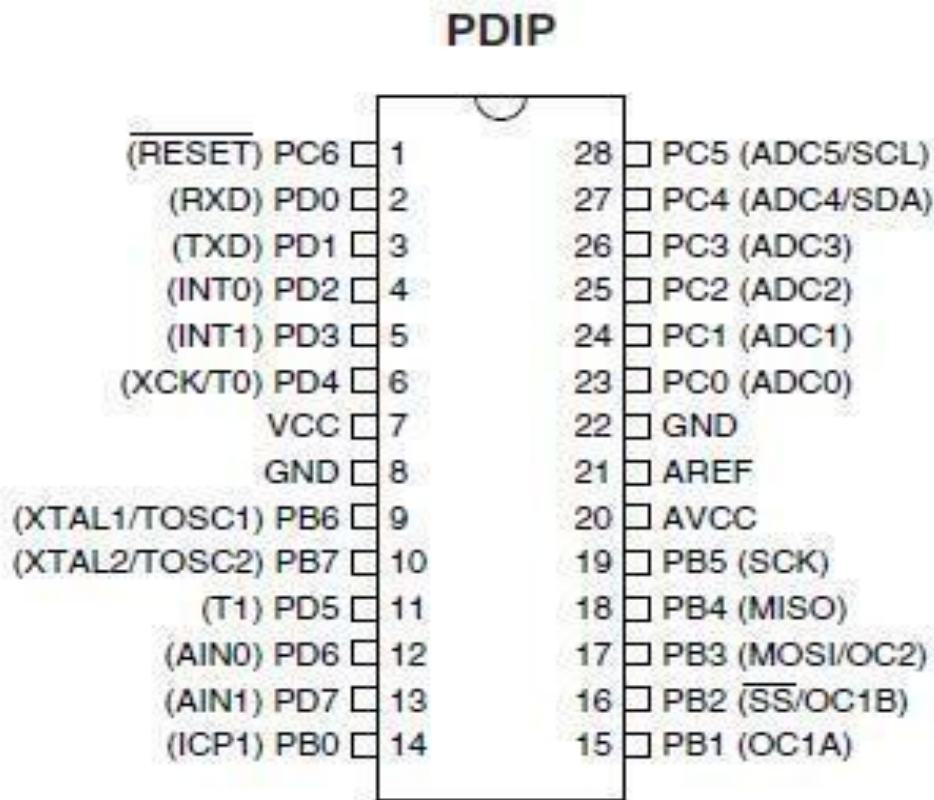 PDIP
(RESET) PC6 1 28 PC5 (ADC5/SCL)
(RXD) PD0 2 27 PC4 (ADC4/SDA)
(TXD) PD1 3 26 PC3 (ADC3)
(INT0) PD2 4 25 PC2 (ADC2)
(INT1) PD3 5 24 PC1 (ADC1)
(XCK/T0) PD4 6 23 PC0 (ADC0)
VCC 7 22 GND
GND 8 21 AREF
(XTAL1/TOSC1) PB6 9 20 AVCC
(XTAL2/TOSC2) PB7 10 19 PB5 (SCK)
(T1) PD5 11 18 PB4 (MISO)
(AIN0) PD6 12 17 PB3 (MOSI/OC2)
(AIN1) PD7 13 16 PB2 (SS/OC1B)
(ICP1) PB0 14 15 PB1 (OC1A)